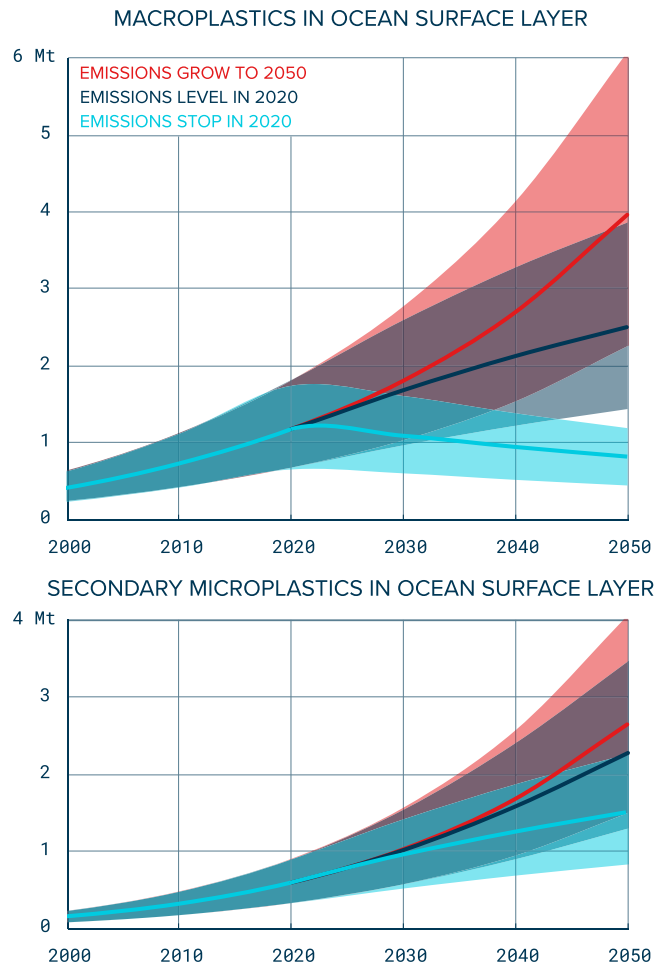 MACROPLASTICS IN OCEAN SURFACE LAYER
6 Mt
EMISSIONS GROW TO 2050
EMISSIONS LEVEL IN 2020
EMISSIONS STOP IN 2020
5
4
3
2
1
0
2000 2010 2020 2030 2040 2050
SECONDARY MICROPLASTICS IN OCEAN SURFACE LAYER
4 Mt
3
2
1
0
2000 2010 2020 2030 2040 2050